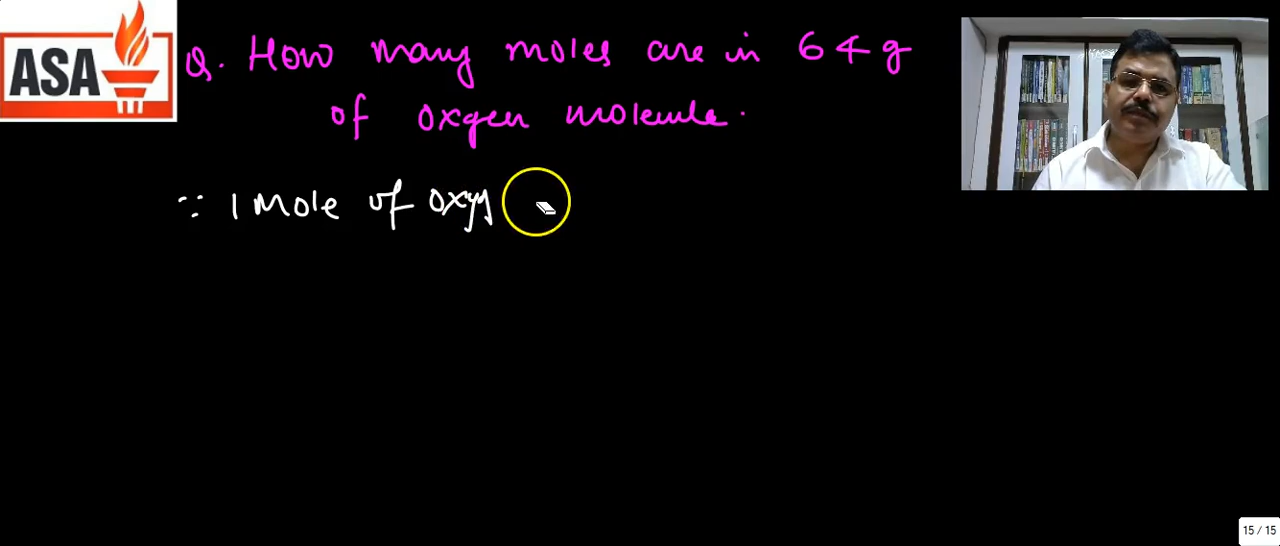 ASA
Q. How many moles are in 64 g
of oxgen molecule.
∵ 1 Mole of oxyg
15 / 15